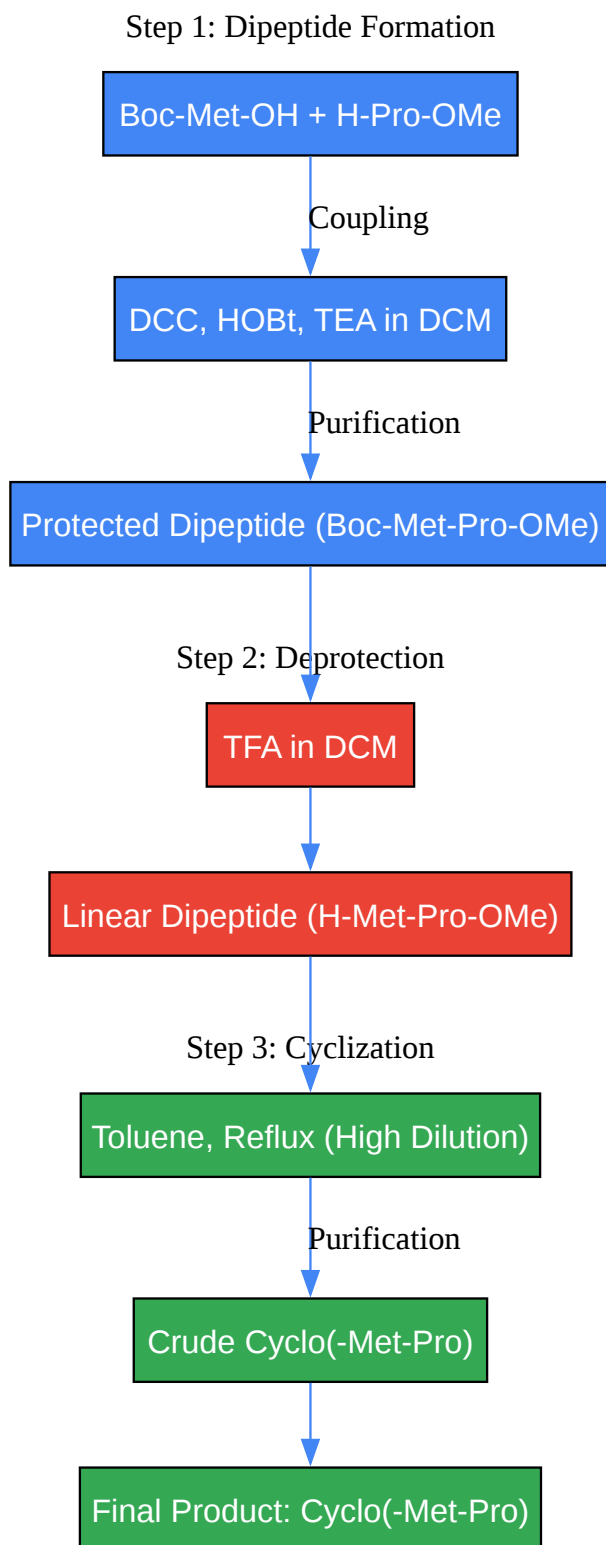 Step 1: Dipeptide Formation
Boc-Met-OH + H-Pro-OMe
Coupling
DCC, HOBt, TEA in DCM
Purification
Protected Dipeptide (Boc-Met-Pro-OMe)
Step 2: Deprotection
TFA in DCM
Linear Dipeptide (H-Met-Pro-OMe)
Step 3: Cyclization
Toluene, Reflux (High Dilution)
Purification
Crude Cyclo(-Met-Pro)
Final Product: Cyclo(-Met-Pro)